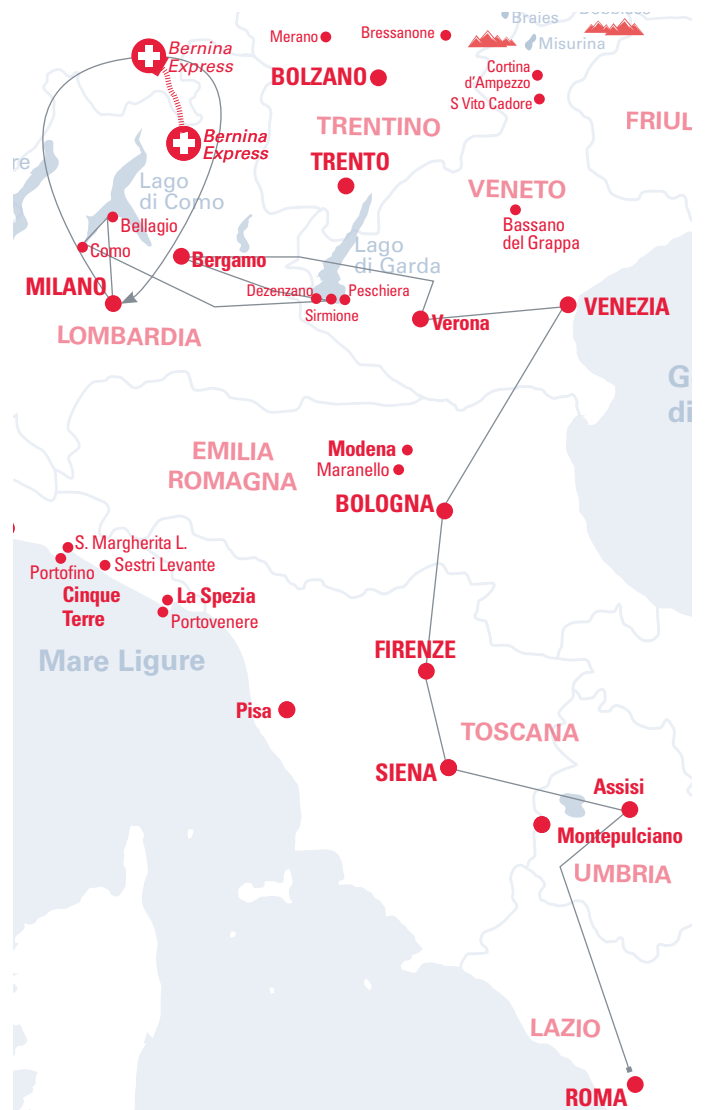 Braies
Misurina
Bernina
Express
Merano
Bressanone
BOLZANO
Cortina
d'Ampezzo
S Vito Cadore
TRENTINO
FRIUL
Bernina
Express
TRENTO
re
Lago
di Como
VENETO
Bellagio
Bassano
del Grappa
Como
Bergamo
Lago
di Garda
MILANO
Dezenzano
Peschiera
Sirmione
Verona
VENEZIA
LOMBARDIA
G
di
EMILIA
ROMAGNA
Modena
Maranello
BOLOGNA
S. Margherita L.
Portofino
Sestri Levante
Cinque
Terre
La Spezia
Portovenere
Mare Ligure
FIRENZE
Pisa
TOSCANA
SIENA
Assisi
Montepulciano
UMBRIA
LAZIO
ROMA